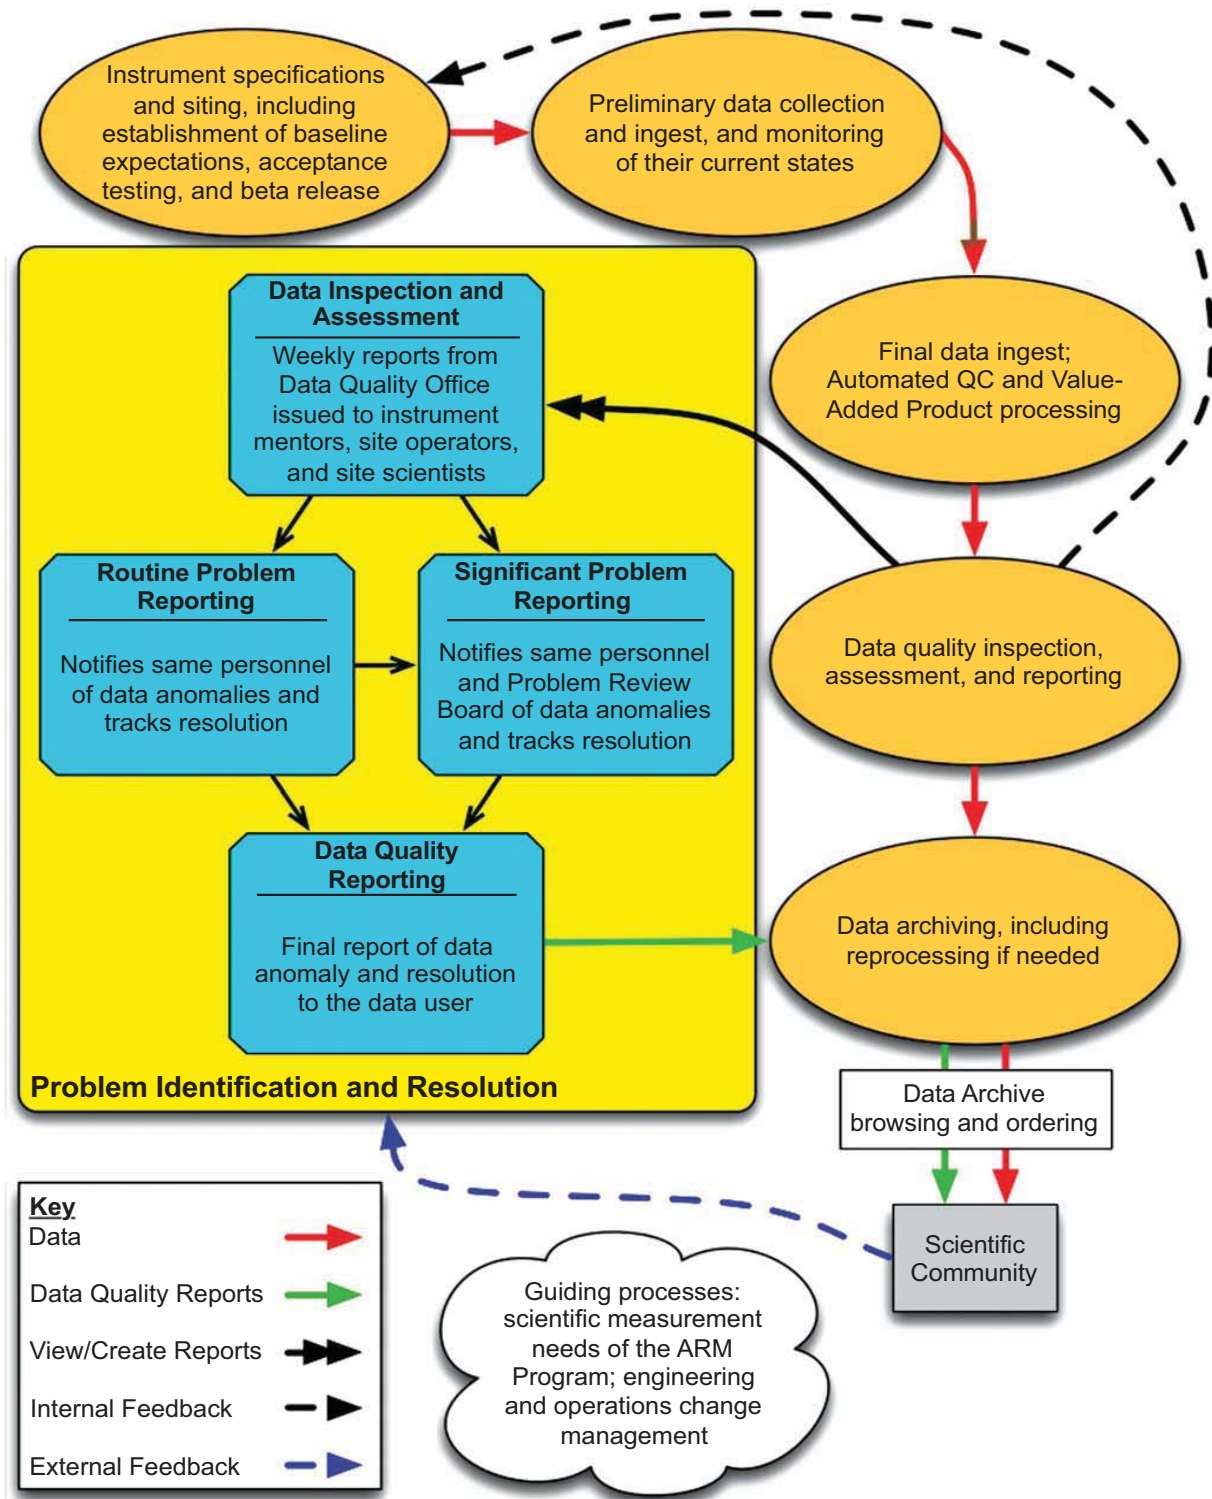 Instrument specifications
and siting, including
establishment of baseline
expectations, acceptance
testing, and beta release
Preliminary data collection
and ingest, and monitoring
of their current states
Final data ingest;
Automated QC and Value-
Added Product processing
Data quality inspection,
assessment, and reporting
Data archiving, including
reprocessing if needed
Data Archive
browsing and ordering
Scientific
Community
Data Inspection and
Assessment
Weekly reports from
Data Quality Office
issued to instrument
mentors, site operators,
and site scientists
Routine Problem
Reporting
Notifies same personnel
of data anomalies and
tracks resolution
Significant Problem
Reporting
Notifies same personnel
and Problem Review
Board of data anomalies
and tracks resolution
Data Quality
Reporting
Final report of data
anomaly and resolution
to the data user
Problem Identification and Resolution
Key
Data
Data Quality Reports
View/Create Reports
Internal Feedback
External Feedback
Guiding processes:
scientific measurement
needs of the ARM
Program; engineering
and operations change
management